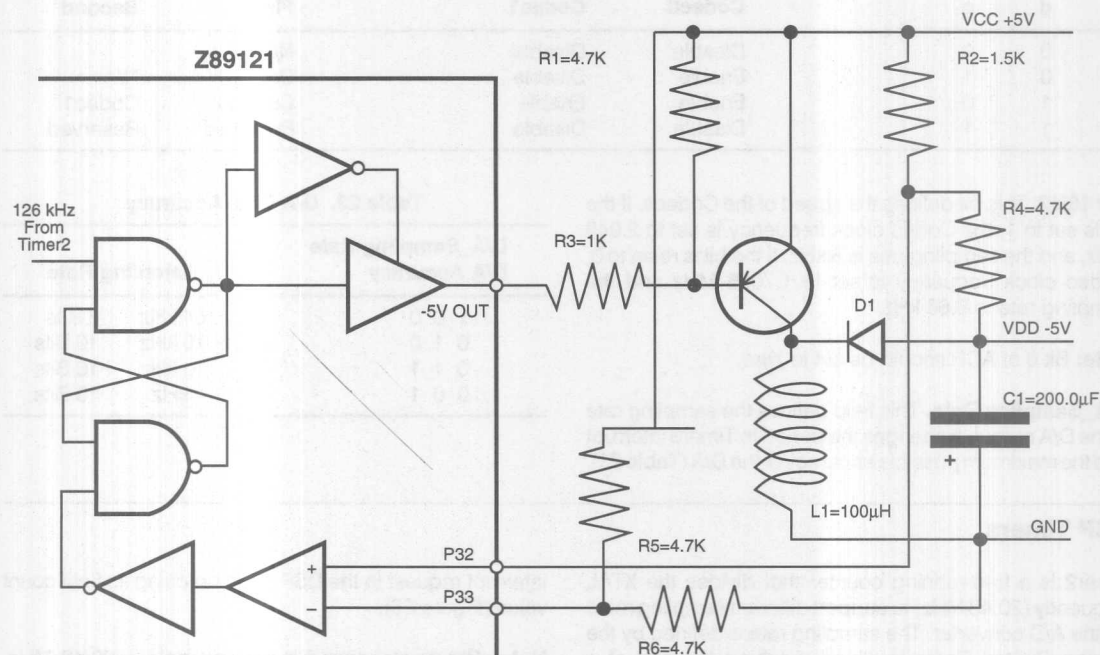 VCC +5V
Z89121
R1=4.7K
R2=1.5K
126 kHz
From
Timer2
R4=4.7K
R3=1K
-5V OUT
D1
VDD -5V
C1=200.0µF
+
L1=100µH
GND
P32
R5=4.7K
+
P33
−
R6=4.7K